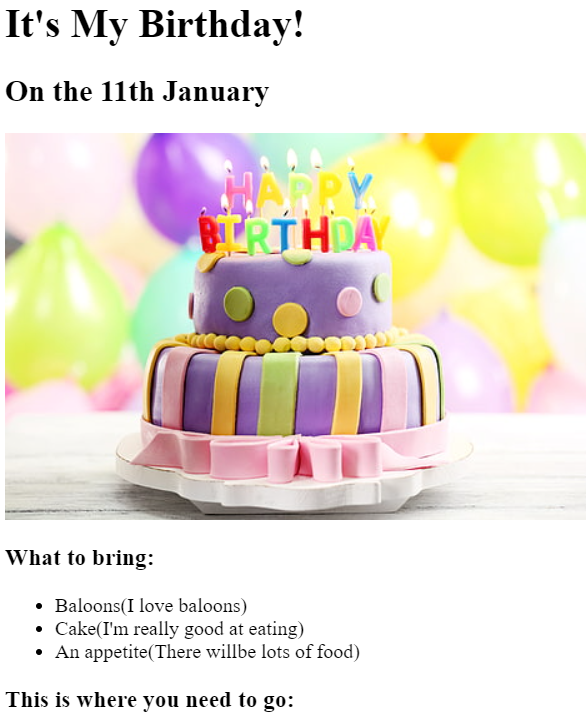 It's My Birthday!
On the 11th January
HAPPY
BIRTHDAY
What to bring:
Baloons(I love baloons)
Cake(I'm really good at eating)
An appetite(There willbe lots of food)
This is where you need to go: